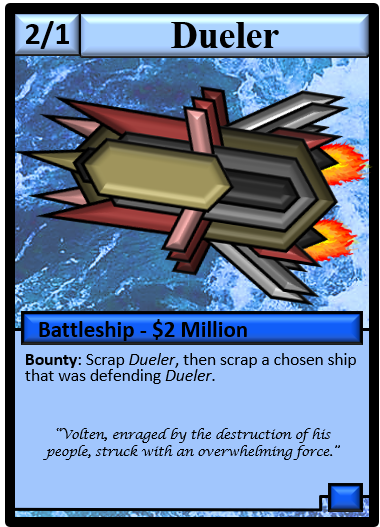 2/1
Dueler
Battleship - $2 Million
Bounty: Scrap Dueler, then scrap a chosen ship
that was defending Dueler.
“Volten, enraged by the destruction of his
people, struck with an overwhelming force.”